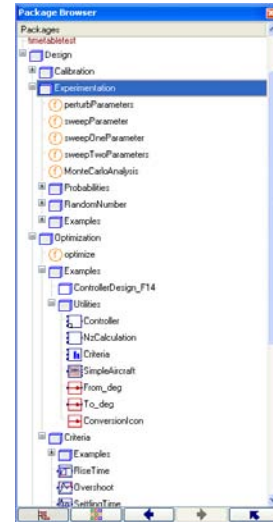 Package Browser
Packages
timetabletest
Design
Calibration
Experimentation
perturbParameters
sweepParameter
sweepOneParameter
sweepTwoParameters
MonteCarloAnalysis
Probabilities
RandomNumber
Examples
Optimization
optimize
Examples
ControllerDesign_F14
Utilities
Controller
NzCalculation
Criteria
SimpleAircraft
From_deg
To_deg
ConversionIcon
Criteria
Examples
RiseTime
Overshoot
SettlingTime